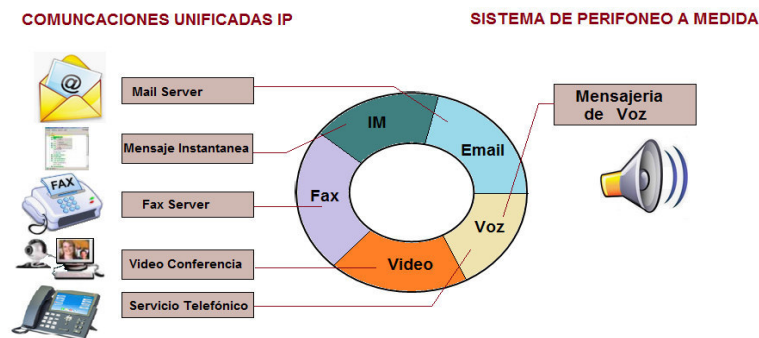 COMUNCACIONES UNIFICADAS IP
SISTEMA DE PERIFONEO A MEDIDA
@
Mail Server
Mensaje Instantanea
FAX
Fax Server
Video Conferencia
Servicio Telefónico
IM
Email
Fax
Voz
Video
Mensajeria
de Voz